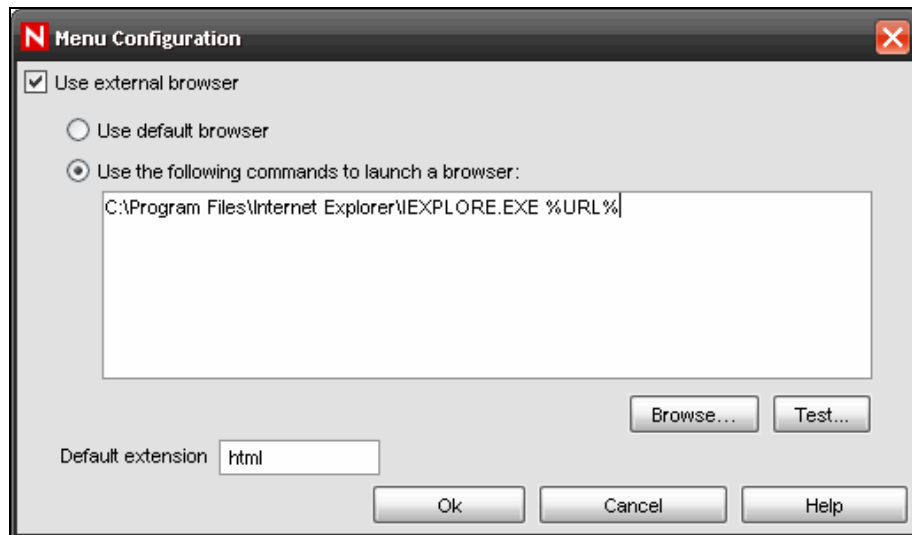 N Menu Configuration
Use external browser
Use default browser
Use the following commands to launch a browser:
C:\Program Files\Internet Explorer\IEXPLORE.EXE %URL%
Browse... Test...
Default extension html
Ok Cancel Help